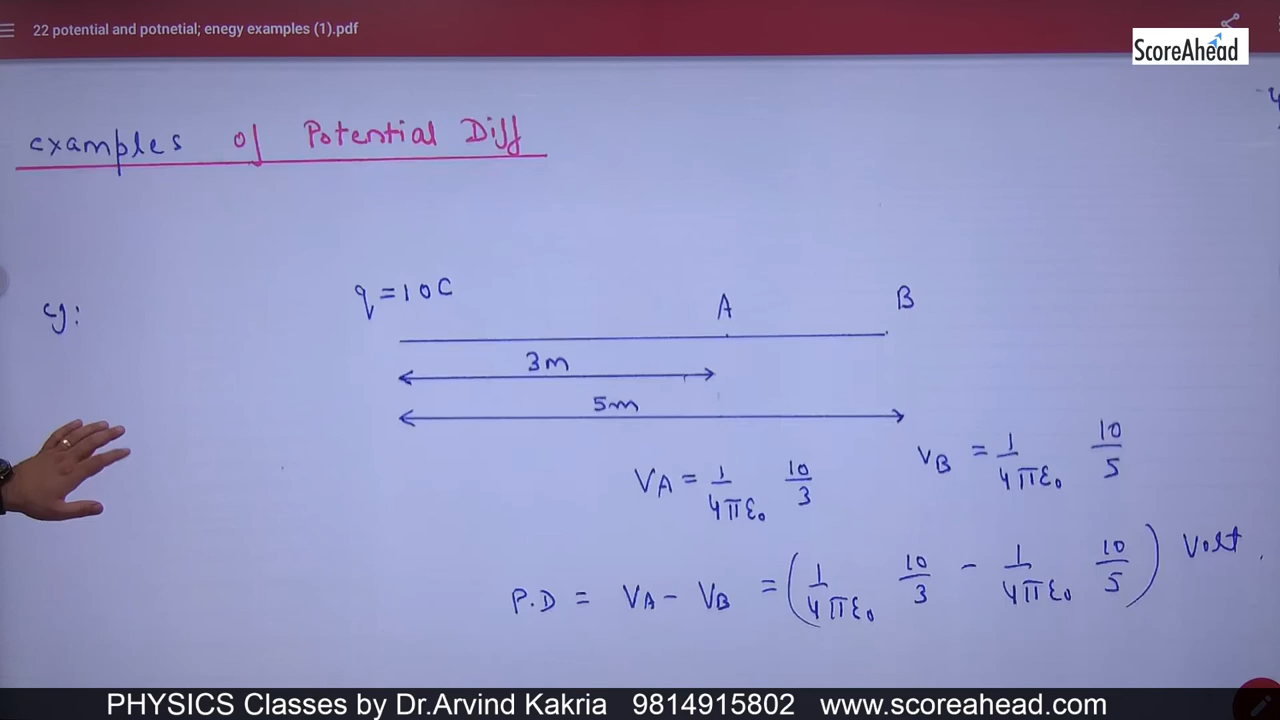 22 potential and potnetial; enegy examples (1).pdf
ScoreAhead
examples of Potential Diff
eg:
q = 10C
A
B
3m
5m
VA = 1/4πε₀ 10/3
VB = 1/4πε₀ 10/5
P.D = VA - VB = (1/4πε₀ 10/3 - 1/4πε₀ 10/5) Volt.
PHYSICS Classes by Dr.Arvind Kakria 9814915802 www.scoreahead.com